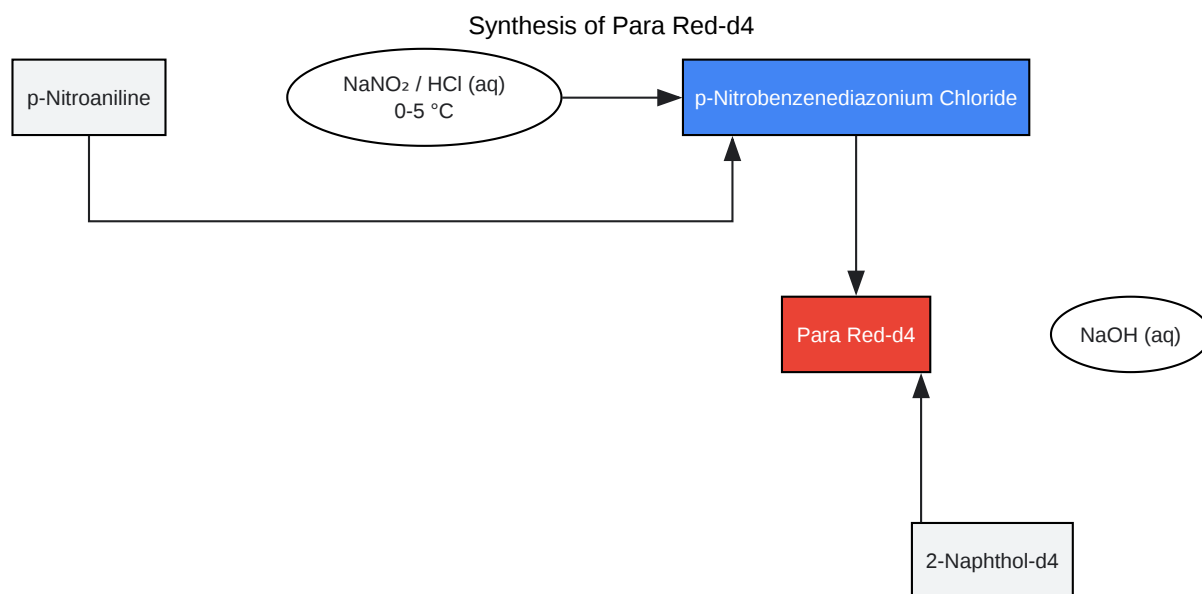 Synthesis of Para Red-d4
p-Nitroaniline
NaNO₂ / HCl (aq)
0-5 °C
p-Nitrobenzenediazonium Chloride
Para Red-d4
NaOH (aq)
2-Naphthol-d4